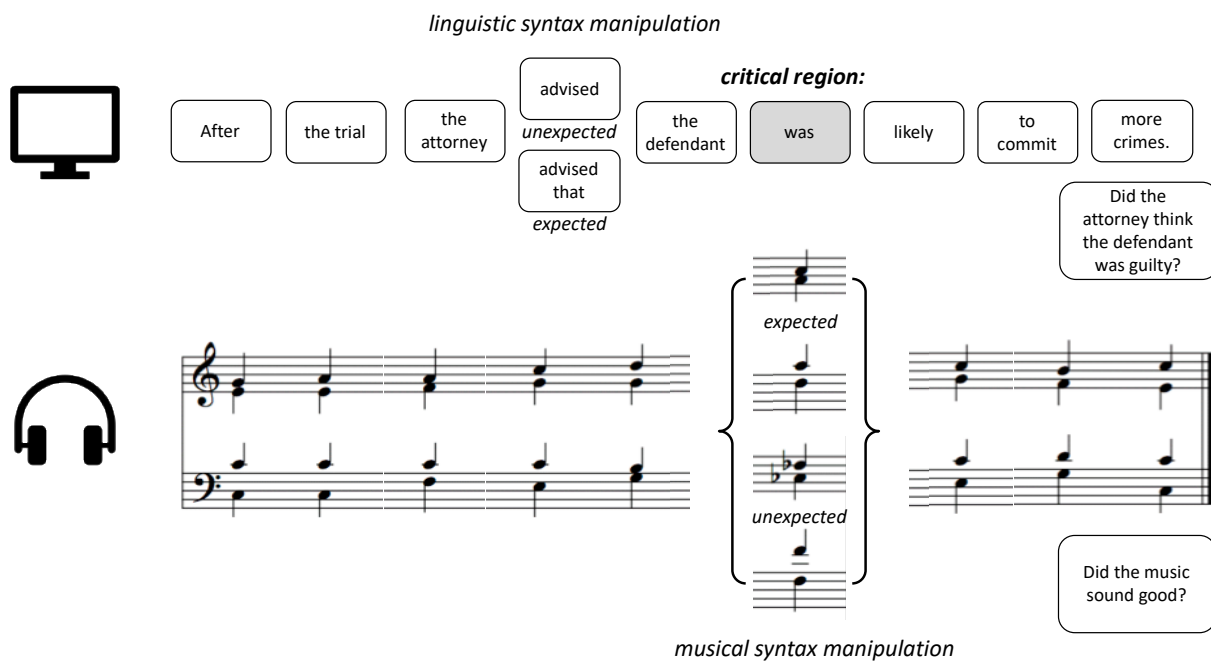 linguistic syntax manipulation
critical region:
After
the trial
the
attorney
advised
unexpected
advised
that
expected
the
defendant
was
likely
to
commit
more
crimes.
Did the
attorney think
the defendant
was guilty?
expected
unexpected
Did the music
sound good?
musical syntax manipulation